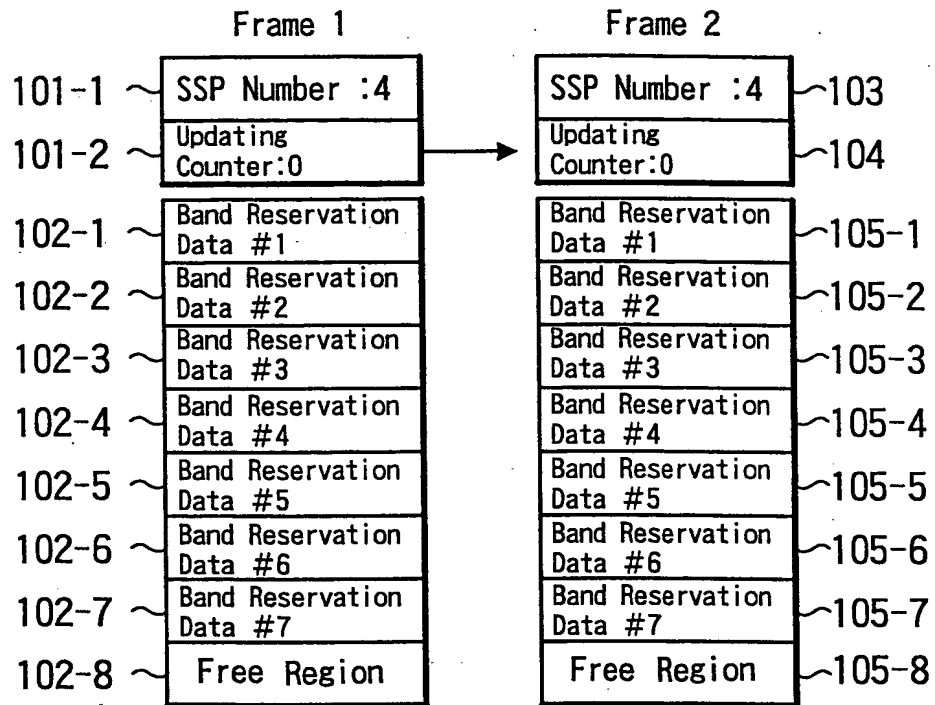 Frame 1
Frame 2
101-1
SSP Number :4
SSP Number :4
103
101-2
Updating
Counter:0
Updating
Counter:0
104
102-1
Band Reservation
Data #1
Band Reservation
Data #1
105-1
102-2
Band Reservation
Data #2
Band Reservation
Data #2
105-2
102-3
Band Reservation
Data #3
Band Reservation
Data #3
105-3
102-4
Band Reservation
Data #4
Band Reservation
Data #4
105-4
102-5
Band Reservation
Data #5
Band Reservation
Data #5
105-5
102-6
Band Reservation
Data #6
Band Reservation
Data #6
105-6
102-7
Band Reservation
Data #7
Band Reservation
Data #7
105-7
102-8
Free Region
Free Region
105-8